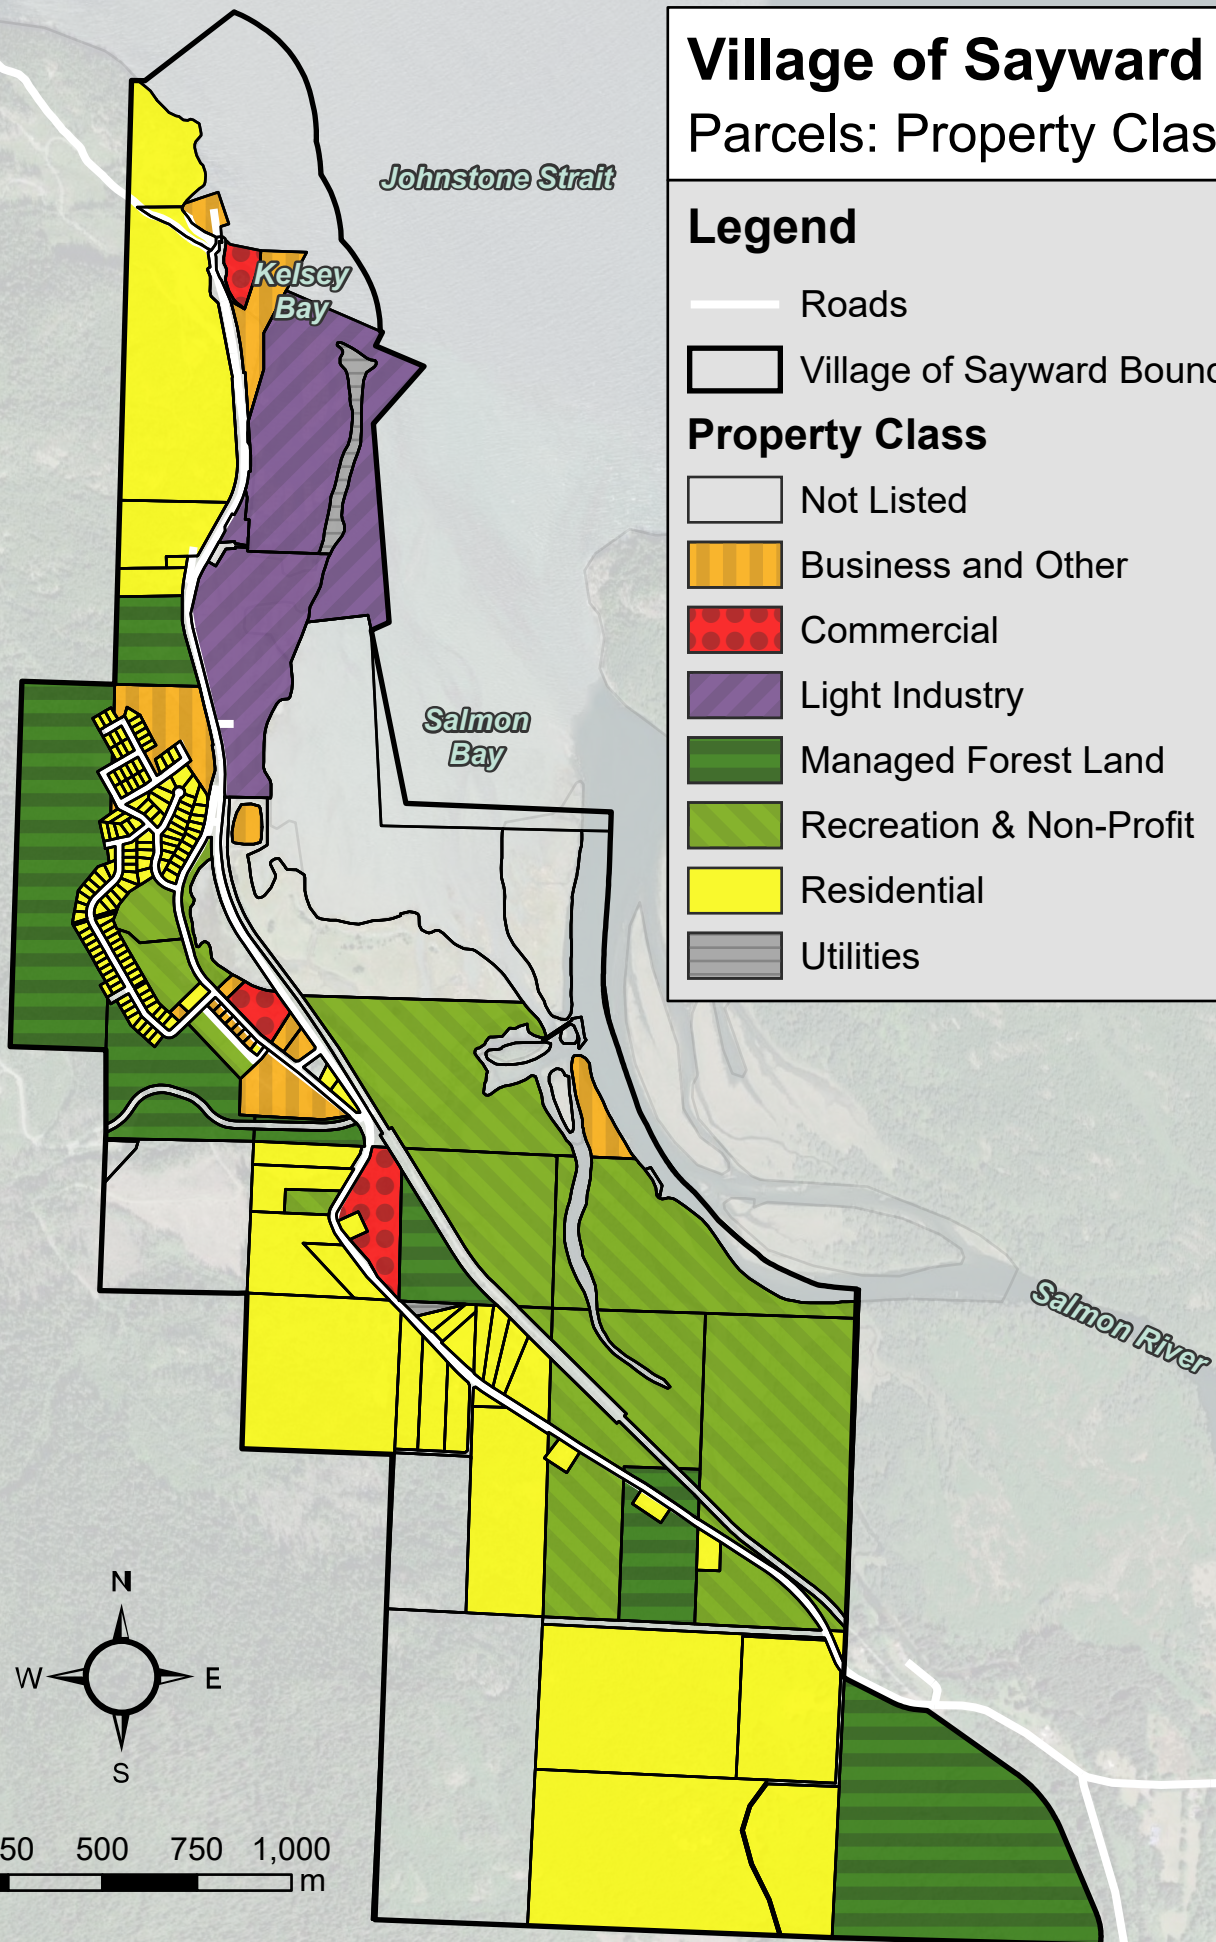 Village of Sayward
Parcels: Property Clas
Legend
Roads
Village of Sayward Bound
Property Class
Not Listed
Business and Other
Commercial
Light Industry
Managed Forest Land
Recreation & Non-Profit
Residential
Utilities
Johnstone Strait
Kelsey
Bay
Salmon
Bay
Salmon River
N
W E
S
50 500 750 1,000
m